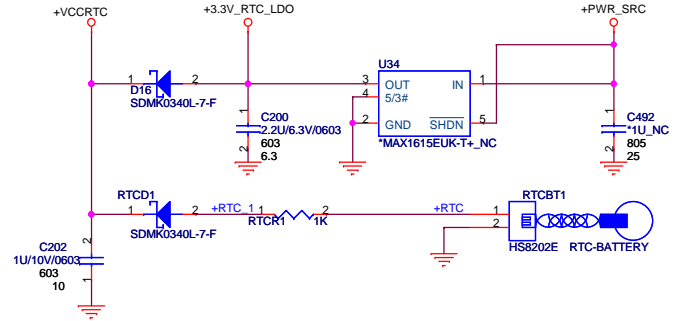 +VCCRTC
+3.3V_RTC_LDO
+PWR_SRC
U34
1
2
D16
SDMK0340L-7-F
3
OUT
IN
1
4
5/3#
2
GND
SHDN
5
*MAX1615EUK-T+_NC
1
C200
2.2U/6.3V/0603
2
603
6.3
1
C492
*1U_NC
2
805
25
RTCD1
1
2
SDMK0340L-7-F
+RTC_1
1
2
RTCR1
1K
+RTC
1
2
RTCBT1
HS8202E
RTC-BATTERY
2
C202
1U/10V/0603
603
1
10